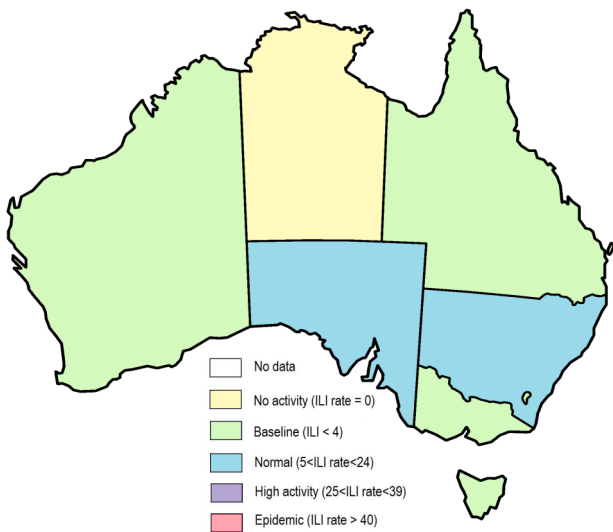 No data
No activity (ILI rate = 0)
Baseline (ILI < 4)
Normal (5<ILI rate<24)
High activity (25<ILI rate<39)
Epidemic (ILI rate > 40)